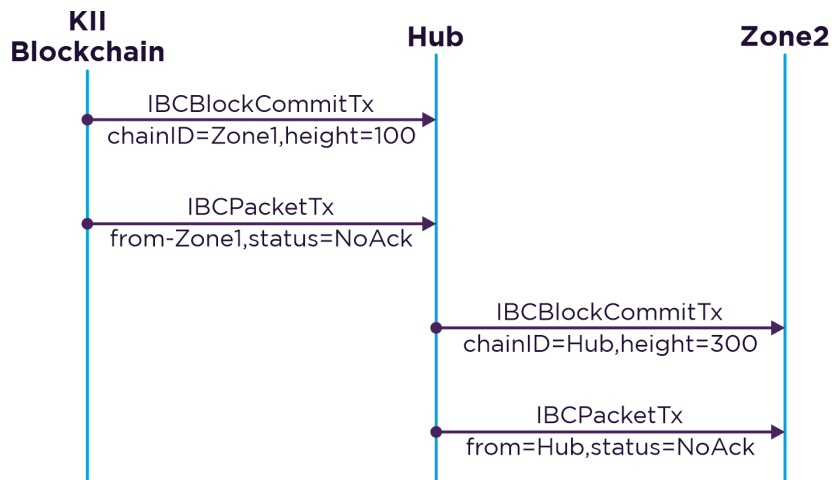 KII
Blockchain
Hub
Zone2
IBCBlockCommitTx
chainID=Zone1,height=100
IBCPacketTx
from-Zone1,status=NoAck
IBCBlockCommitTx
chainID=Hub,height=300
IBCPacketTx
from=Hub,status=NoAck